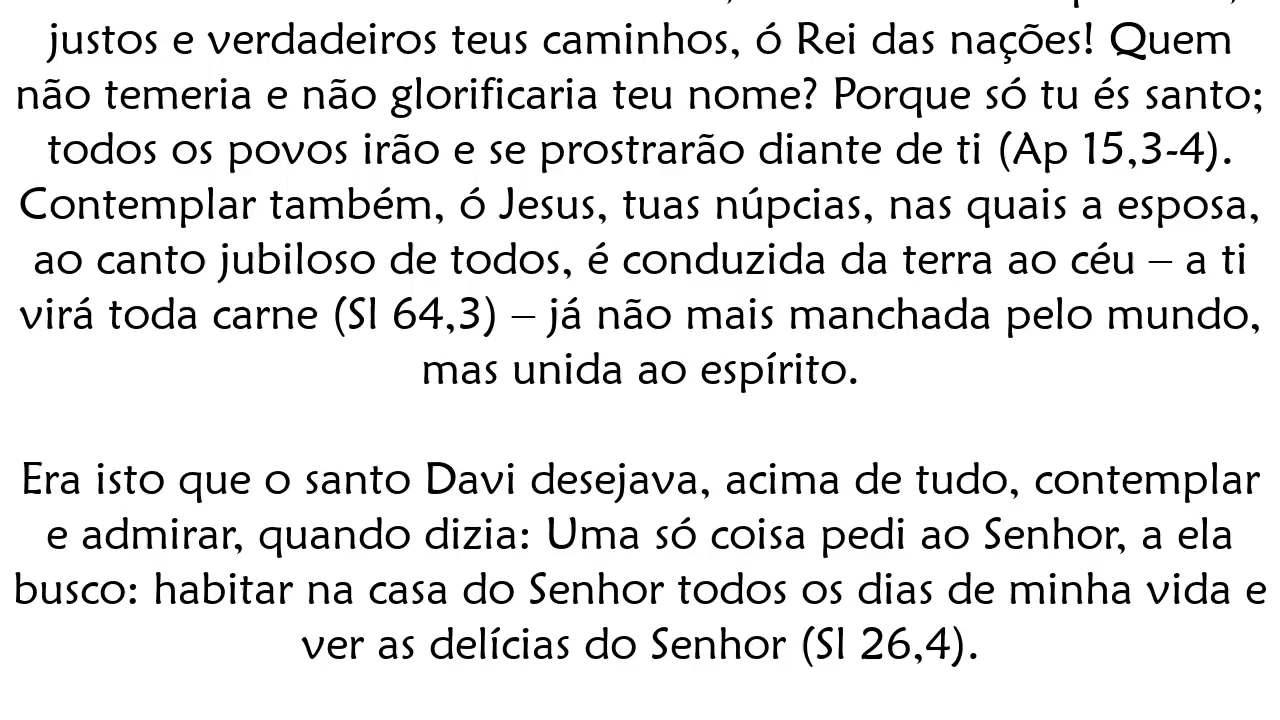 justos e verdadeiros teus caminhos, ó Rei das nações! Quem
não temeria e não glorificaria teu nome? Porque só tu és santo;
todos os povos irão e se prostrarão diante de ti (Ap 15,3-4).
Contemplar também, ó Jesus, tuas núpcias, nas quais a esposa,
ao canto jubiloso de todos, é conduzida da terra ao céu – a ti
virá toda carne (Sl 64,3) – já não mais manchada pelo mundo,
mas unida ao espírito.
Era isto que o santo Davi desejava, acima de tudo, contemplar
e admirar, quando dizia: Uma só coisa pedi ao Senhor, a ela
busco: habitar na casa do Senhor todos os dias de minha vida e
ver as delícias do Senhor (Sl 26,4).